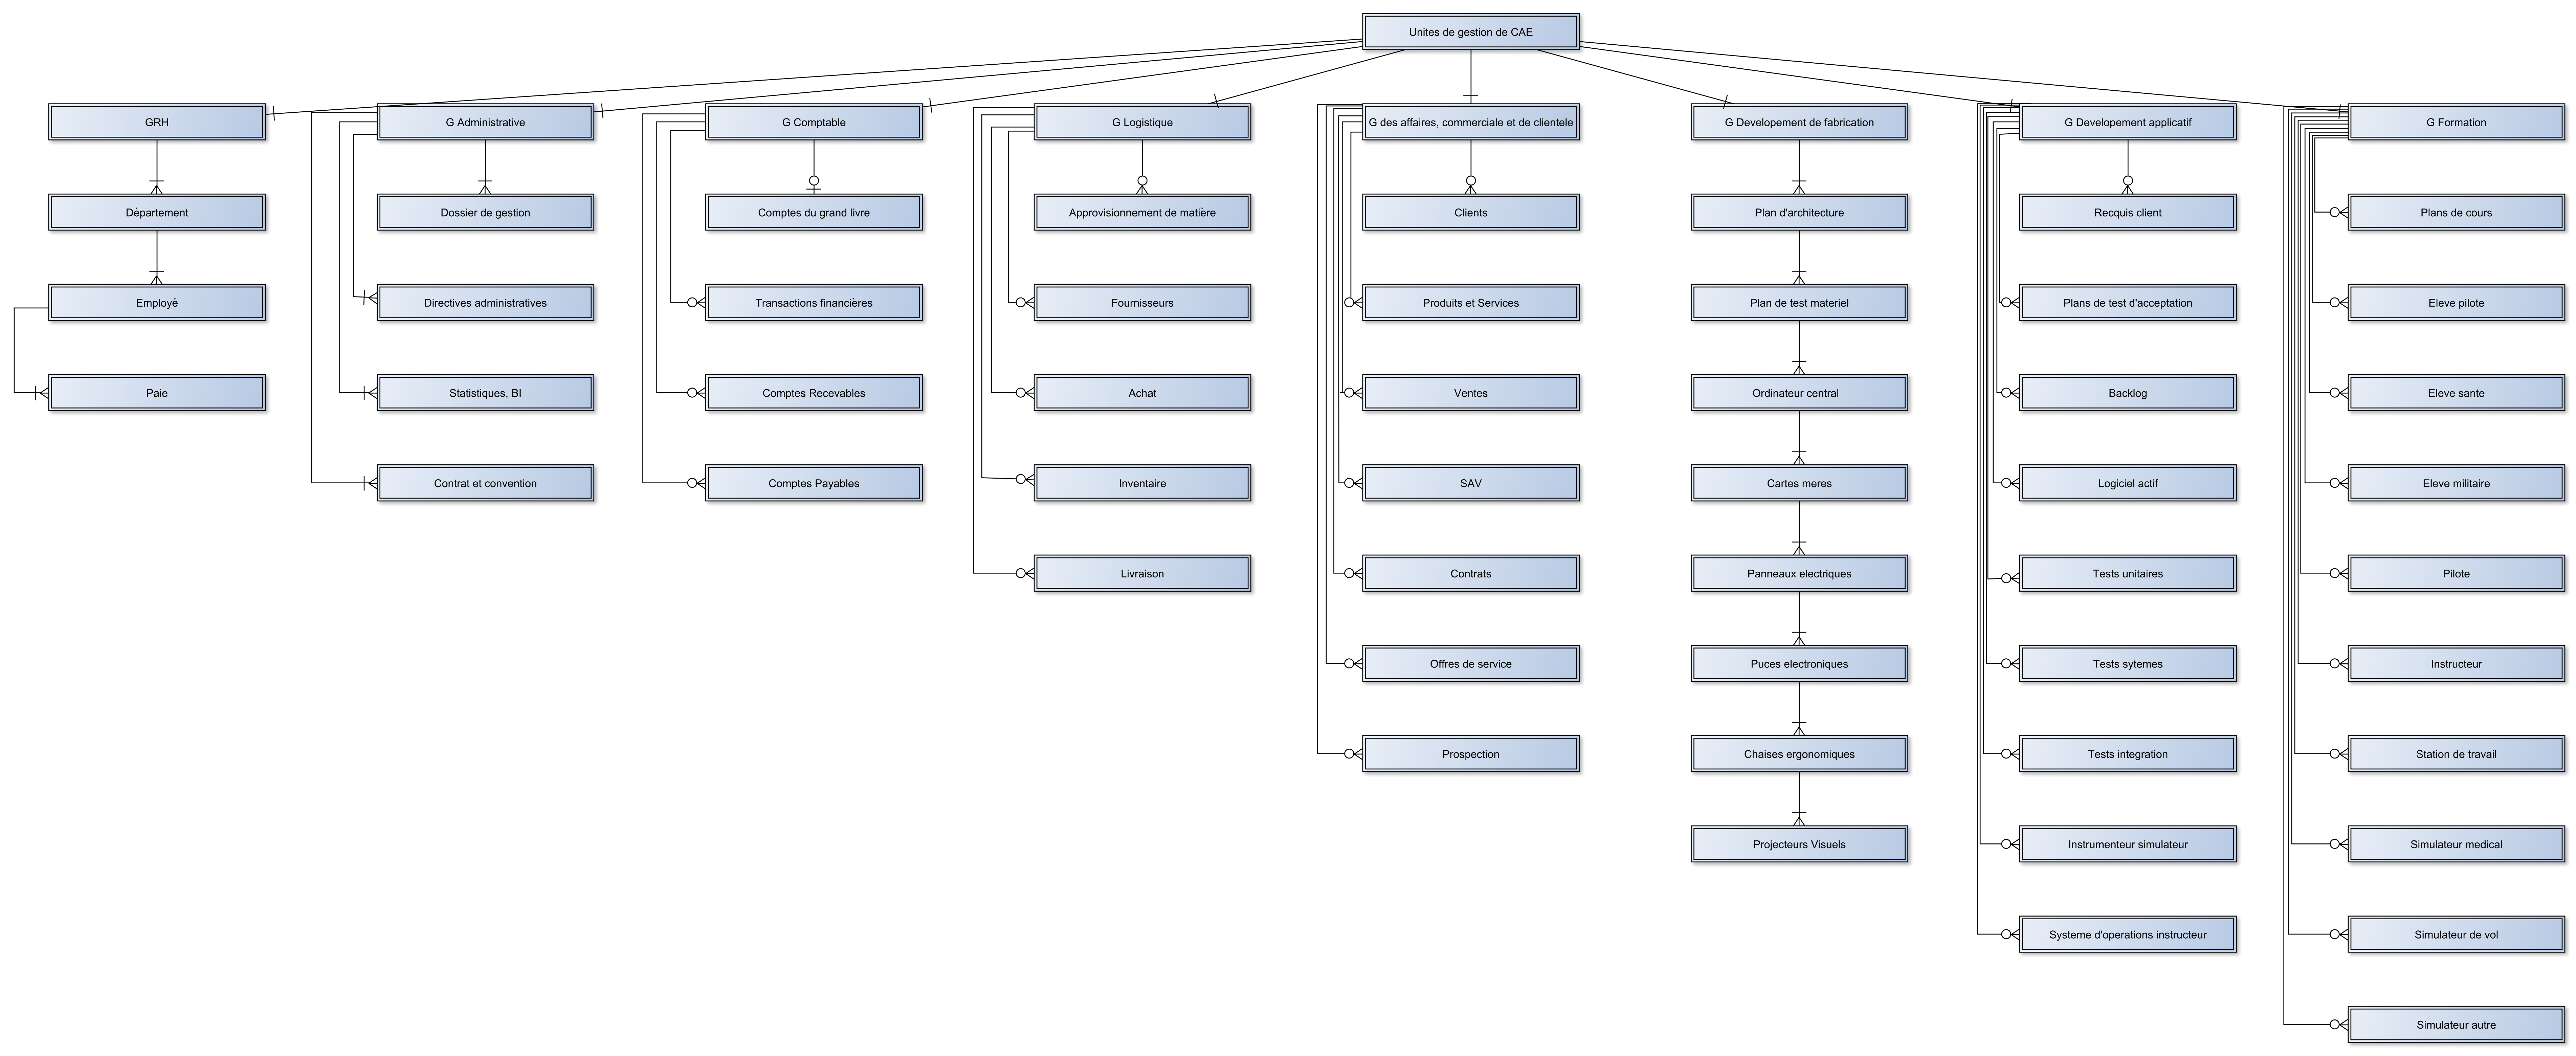 Unites de gestion de CAE
GRH
G Administrative
G Comptable
G Logistique
G des affaires, commerciale et de clientele
G Developement de fabrication
G Developement applicatif
G Formation
Département
Dossier de gestion
Comptes du grand livre
Approvisionnement de matière
Clients
Plan d'architecture
Recquis client
Plans de cours
Employé
Directives administratives
Transactions financières
Fournisseurs
Produits et Services
Plan de test materiel
Plans de test d'acceptation
Eleve pilote
Paie
Statistiques, BI
Comptes Recevables
Achat
Ventes
Ordinateur central
Backlog
Eleve sante
Contrat et convention
Comptes Payables
Inventaire
SAV
Cartes meres
Logiciel actif
Eleve militaire
Livraison
Contrats
Panneaux electriques
Tests unitaires
Pilote
Offres de service
Puces electroniques
Tests sytemes
Instructeur
Prospection
Chaises ergonomiques
Tests integration
Station de travail
Projecteurs Visuels
Instrumenteur simulateur
Simulateur medical
Systeme d'operations instructeur
Simulateur de vol
Simulateur autre